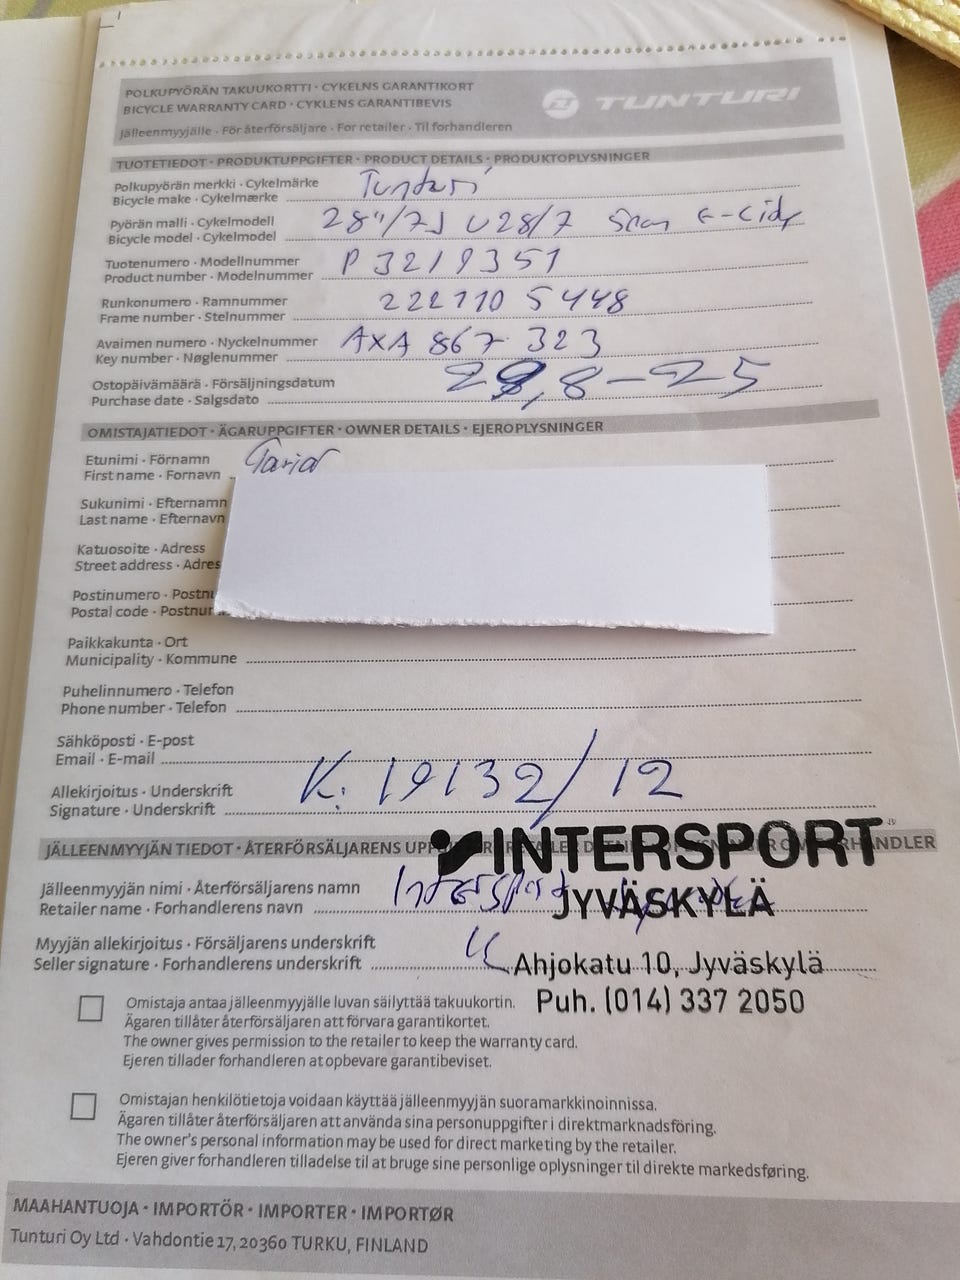 POLKUPYÖRÄN TAKUUKORTTI · CYKELNS GARANTIKORT
BICYCLE WARRANTY CARD · CYKLENS GARANTIBEVIS
Jälleenmyyjälle · För återförsäljare · For retailer · Til forhandleren
TUNTURI
TUOTETIEDOT · PRODUKTUPPGIFTER · PRODUCT DETAILS · PRODUKTOPLYSNINGER
Polkupyörän merkki · Cykelmärke
Bicycle make · Cykelmærke Tunturi
Pyörän malli · Cykelmodell
Bicycle model · Cykelmodel 28"/7J U28/7
Tuotenumero · Modellnummer
Product number · Modelnummer P 3219351
Runkonumero · Ramnummer
Frame number · Stelnummer 222110 5448
Avaimen numero · Nyckelnummer
Key number · Nøglenummer AXA 867 323
Ostopäivämäärä · Försäljningsdatum
Purchase date · Salgsdato 8-25
OMISTAJATIEDOT · ÄGARUPPGIFTER · OWNER DETAILS · EJEROPLYSNINGER
Etunimi · Förnamn
First name · Fornavn
Sukunimi · Efternamn
Last name · Efternavn
Katuosoite · Adress
Street address · Adres
Postinumero · Postnu
Postal code · Postnum
Paikkakunta · Ort
Municipality · Kommune
Puhelinnumero · Telefon
Phone number · Telefon
Sähköposti · E-post
Email · E-mail
Allekirjoitus · Underskrift
Signature · Underskrift K. 19132/12
JÄLLEENMYYJÄN TIEDOT · ÅTERFÖRSÄLJARENS UPP
INTERSPORT
Jälleenmyyjän nimi · Återförsäljarens namn
Retailer name · Forhandlerens navn Intersport
JYVÄSKYLÄ
Myyjän allekirjoitus · Försäljarens underskrift
Seller signature · Forhandlerens underskrift
Ahjokatu 10, Jyväskylä
Puh. (014) 337 2050
Omistaja antaa jälleenmyyjälle luvan säilyttää takuukortin.
Ägaren tillåter återförsäljaren att förvara garantikortet.
The owner gives permission to the retailer to keep the warranty card.
Ejeren tillader forhandleren at opbevare garantibeviset.
Omistajan henkilötietoja voidaan käyttää jälleenmyyjän suoramarkkinoinnissa.
Ägaren tillåter återförsäljaren att använda sina personuppgifter i direktmarknadsföring.
The owner's personal information may be used for direct marketing by the retailer.
Ejeren giver forhandleren tilladelse til at bruge sine personlige oplysninger til direkte markedsføring.
MAAHANTUOJA · IMPORTÖR · IMPORTER · IMPORTØR
Tunturi Oy Ltd · Vahdontie 17, 20360 TURKU, FINLAND